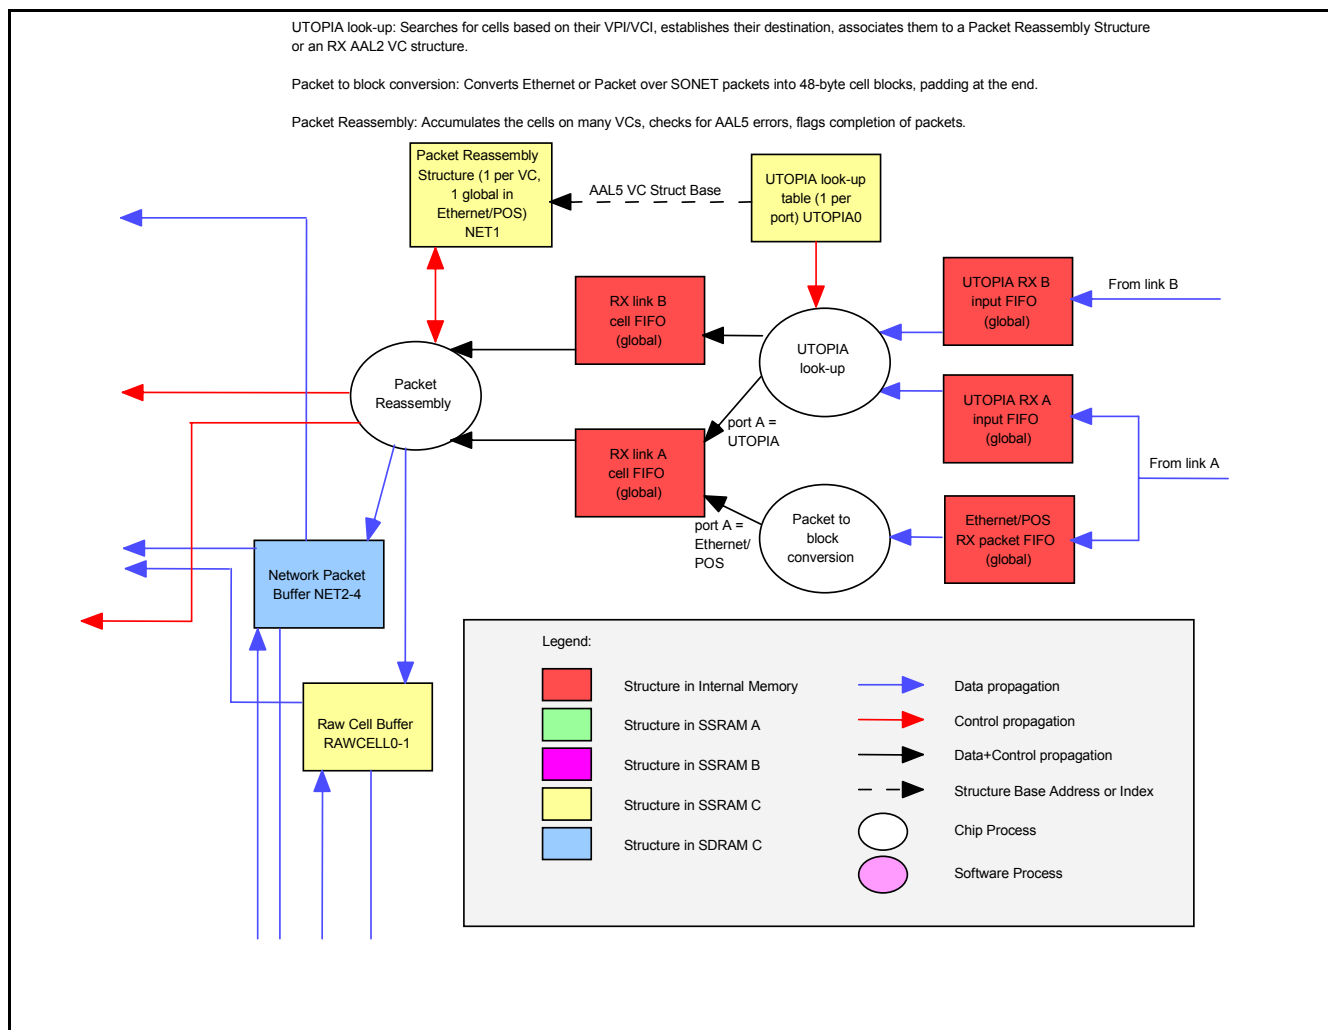 UTOPIA look-up: Searches for cells based on their VPI/VCI, establishes their destination, associates them to a Packet Reassembly Structure
or an RX AAL2 VC structure.
Packet to block conversion: Converts Ethernet or Packet over SONET packets into 48-byte cell blocks, padding at the end.
Packet Reassembly: Accumulates the cells on many VCs, checks for AAL5 errors, flags completion of packets.
Packet Reassembly
Structure (1 per VC,
1 global in
Ethernet/POS)
NET1
AAL5 VC Struct Base
UTOPIA look-up
table (1 per
port) UTOPIA0
RX link B
cell FIFO
(global)
UTOPIA RX B
input FIFO
(global)
From link B
UTOPIA
look-up
Packet
Reassembly
UTOPIA RX A
input FIFO
(global)
port A =
UTOPIA
RX link A
cell FIFO
(global)
From link A
port A =
Ethernet/
POS
Packet to
block
conversion
Ethernet/POS
RX packet FIFO
(global)
Network Packet
Buffer NET2-4
Raw Cell Buffer
RAWCELL0-1
Legend:
Structure in Internal Memory
Structure in SSRAM A
Structure in SSRAM B
Structure in SSRAM C
Structure in SDRAM C
Data propagation
Control propagation
Data+Control propagation
Structure Base Address or Index
Chip Process
Software Process